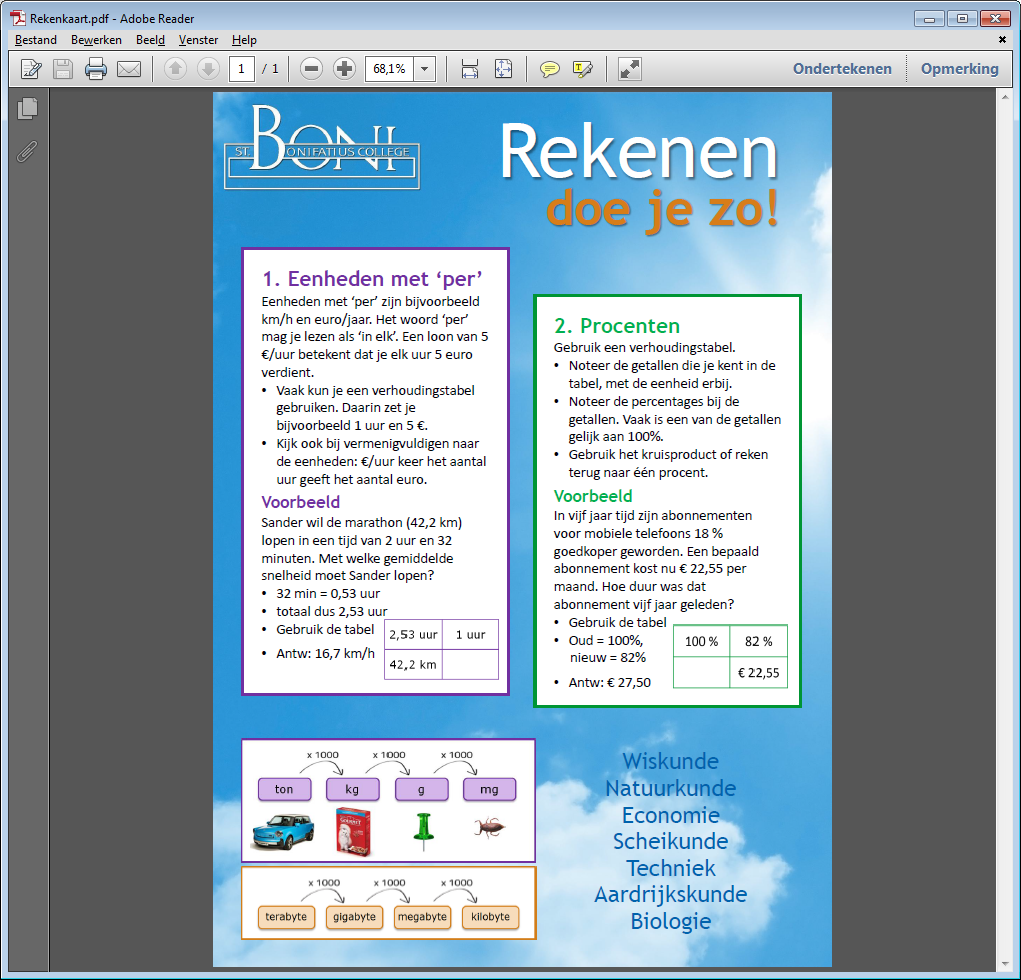 Rekenkaart.pdf - Adobe Reader
Bestand Bewerken Beeld Venster Help
1 / 1 68,1% Ondertekenen Opmerking
BONI
ST. BONIFATIUS COLLEGE
Rekenen
doe je zo!
1. Eenheden met ‘per’
Eenheden met ‘per’ zijn bijvoorbeeld
km/h en euro/jaar. Het woord ‘per’
mag je lezen als ‘in elk’. Een loon van 5
€/uur betekent dat je elk uur 5 euro
verdient.
• Vaak kun je een verhoudingstabel
gebruiken. Daarin zet je
bijvoorbeeld 1 uur en 5 €.
• Kijk ook bij vermenigvuldigen naar
de eenheden: €/uur keer het aantal
uur geeft het aantal euro.
Voorbeeld
Sander wil de marathon (42,2 km)
lopen in een tijd van 2 uur en 32
minuten. Met welke gemiddelde
snelheid moet Sander lopen?
• 32 min = 0,53 uur
• totaal dus 2,53 uur
• Gebruik de tabel
• Antw: 16,7 km/h
2,53 uur 1 uur
42,2 km
2. Procenten
Gebruik een verhoudingstabel.
• Noteer de getallen die je kent in de
tabel, met de eenheid erbij.
• Noteer de percentages bij de
getallen. Vaak is een van de getallen
gelijk aan 100%.
• Gebruik het kruisproduct of reken
terug naar één procent.
Voorbeeld
In vijf jaar tijd zijn abonnementen
voor mobiele telefoons 18 %
goedkoper geworden. Een bepaald
abonnement kost nu € 22,55 per
maand. Hoe duur was dat
abonnement vijf jaar geleden?
• Gebruik de tabel
• Oud = 100%,
nieuw = 82%
• Antw: € 27,50
100 % 82 %
€ 22,55
x 1000 x 1000 x 1000
ton kg g mg
x 1000 x 1000 x 1000
terabyte gigabyte megabyte kilobyte
Wiskunde
Natuurkunde
Economie
Scheikunde
Techniek
Aardrijkskunde
Biologie